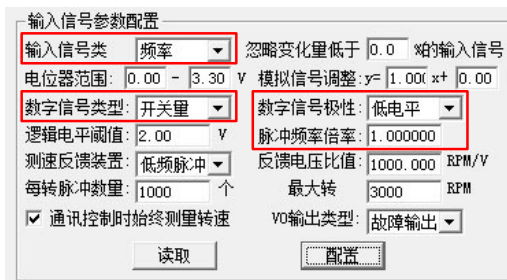 输入信号参数配置
输入信号类 频率 忽略变化量低于 0.0 %的输入信号
电位器范围: 0.00 - 3.30 V 模拟信号调整:y= 1.00( x+ 0.00
数字信号类型: 开关量 数字信号极性: 低电平
逻辑电平阈值: 2.00 V 脉冲频率倍率: 1.000000
测速反馈装置: 低频脉冲 反馈电压比值: 1000.000 RPM/V
每转脉冲数量: 1000 个 最大转 3000 RPM
通讯控制时始终测量转速 VO输出类型: 故障输出
读取 配置